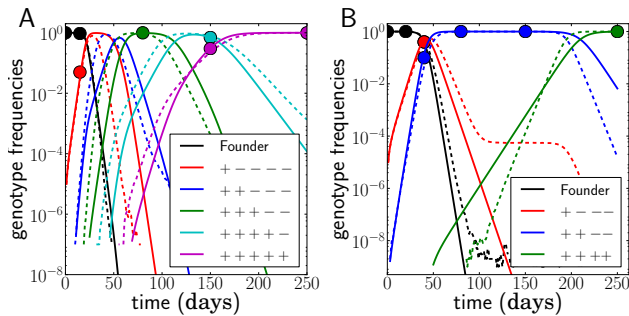 A
B
genotype frequencies
10^0
10^−2
10^−4
10^−6
10^−8
Founder
+ − − − −
+ + − − −
+ + + − −
+ + + + −
+ + + + +
0 50 100 150 200 250
time (days)
genotype frequencies
10^0
10^−2
10^−4
10^−6
10^−8
Founder
+ − − −
+ + − −
+ + + +
0 50 100 150 200 250
time (days)